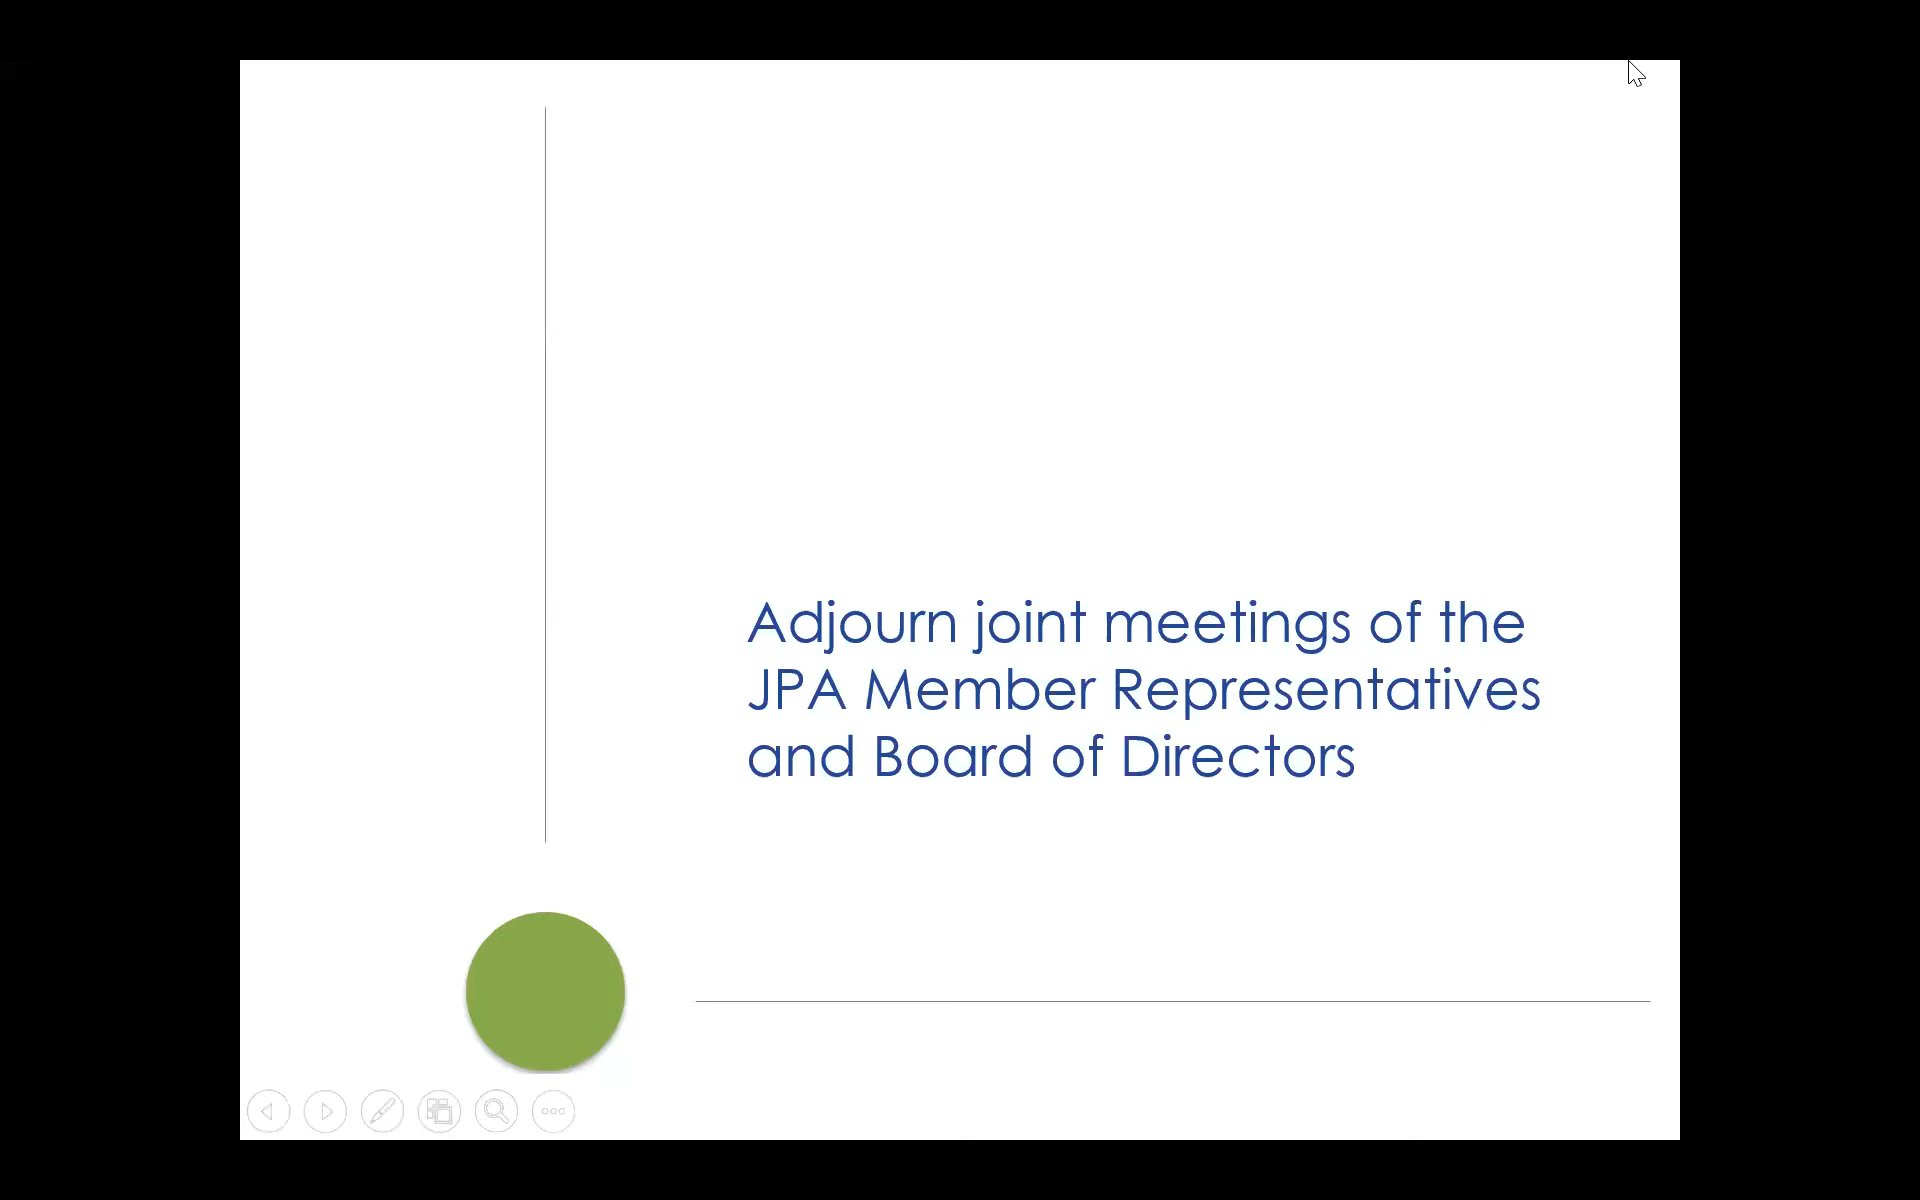 Adjourn joint meetings of the
JPA Member Representatives
and Board of Directors